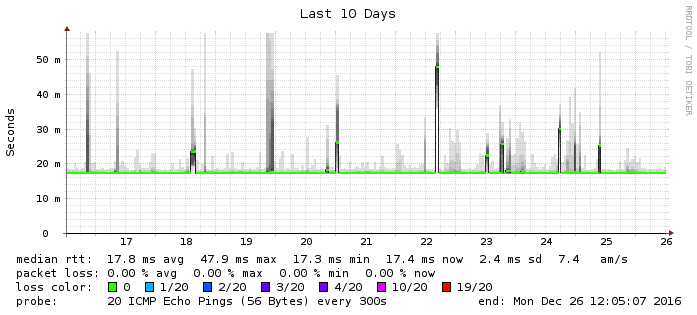 Last 10 Days
RRDTOOL / TOBI OETIKER
Seconds
50 m
40 m
30 m
20 m
10 m
0
17 18 19 20 21 22 23 24 25 26
median rtt: 17.8 ms avg 47.9 ms max 17.3 ms min 17.4 ms now 2.4 ms sd 7.4 am/s
packet loss: 0.00 % avg 0.00 % max 0.00 % min 0.00 % now
loss color: 0 1/20 2/20 3/20 4/20 10/20 19/20
probe: 20 ICMP Echo Pings (56 Bytes) every 300s end: Mon Dec 26 12:05:07 2016